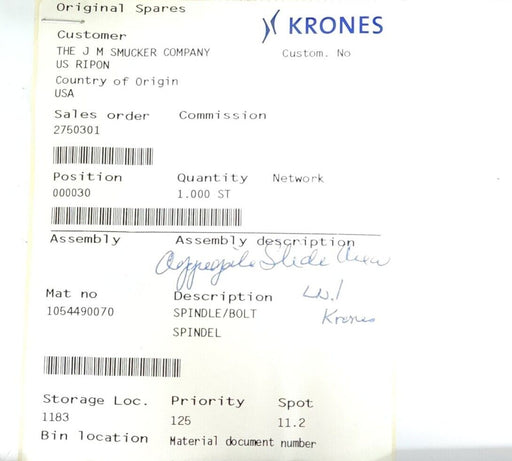 Original Spares
KRONES
Customer
Custom. No
THE J M SMUCKER COMPANY
US RIPON
Country of Origin
USA
Sales order Commission
2750301
Position Quantity Network
000030 1.000 ST
Assembly Assembly description
Aggregate Slide
Mat no Description
1054490070 SPINDLE/BOLT Krones
SPINDEL
Storage Loc. Priority Spot
1183 125 11.2
Bin location Material document number